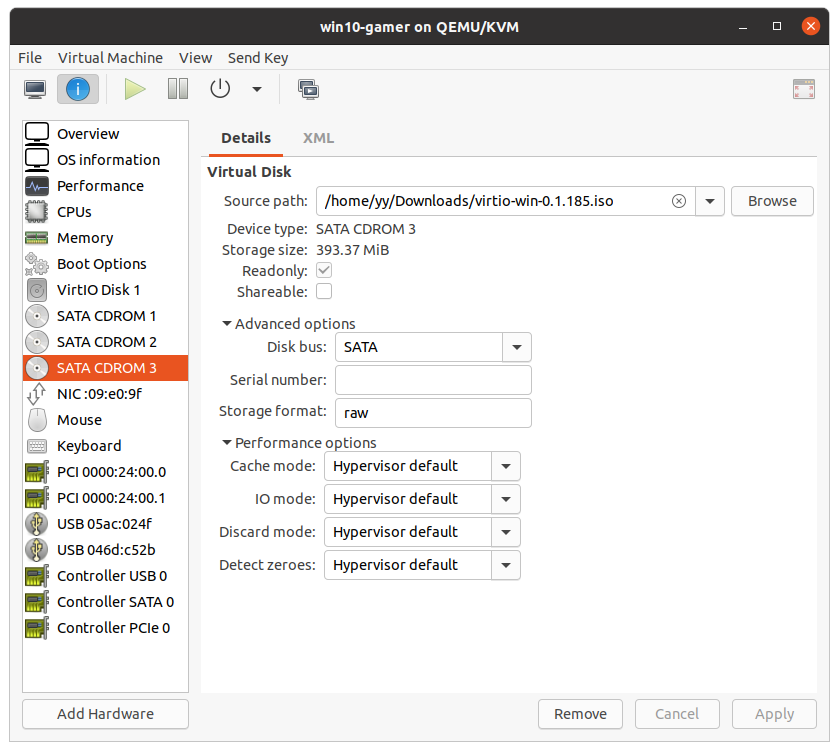 win10-gamer on QEMU/KVM
File Virtual Machine View Send Key
Overview
OS information
Performance
CPUs
Memory
Boot Options
VirtIO Disk 1
SATA CDROM 1
SATA CDROM 2
SATA CDROM 3
NIC :09:e0:9f
Mouse
Keyboard
PCI 0000:24:00.0
PCI 0000:24:00.1
USB 05ac:024f
USB 046d:c52b
Controller USB 0
Controller SATA 0
Controller PCIe 0
Add Hardware
Details XML
Virtual Disk
Source path: /home/yy/Downloads/virtio-win-0.1.185.iso Browse
Device type: SATA CDROM 3
Storage size: 393.37 MiB
Readonly:
Shareable:
Advanced options
Disk bus: SATA
Serial number:
Storage format: raw
Performance options
Cache mode: Hypervisor default
IO mode: Hypervisor default
Discard mode: Hypervisor default
Detect zeroes: Hypervisor default
Remove Cancel Apply